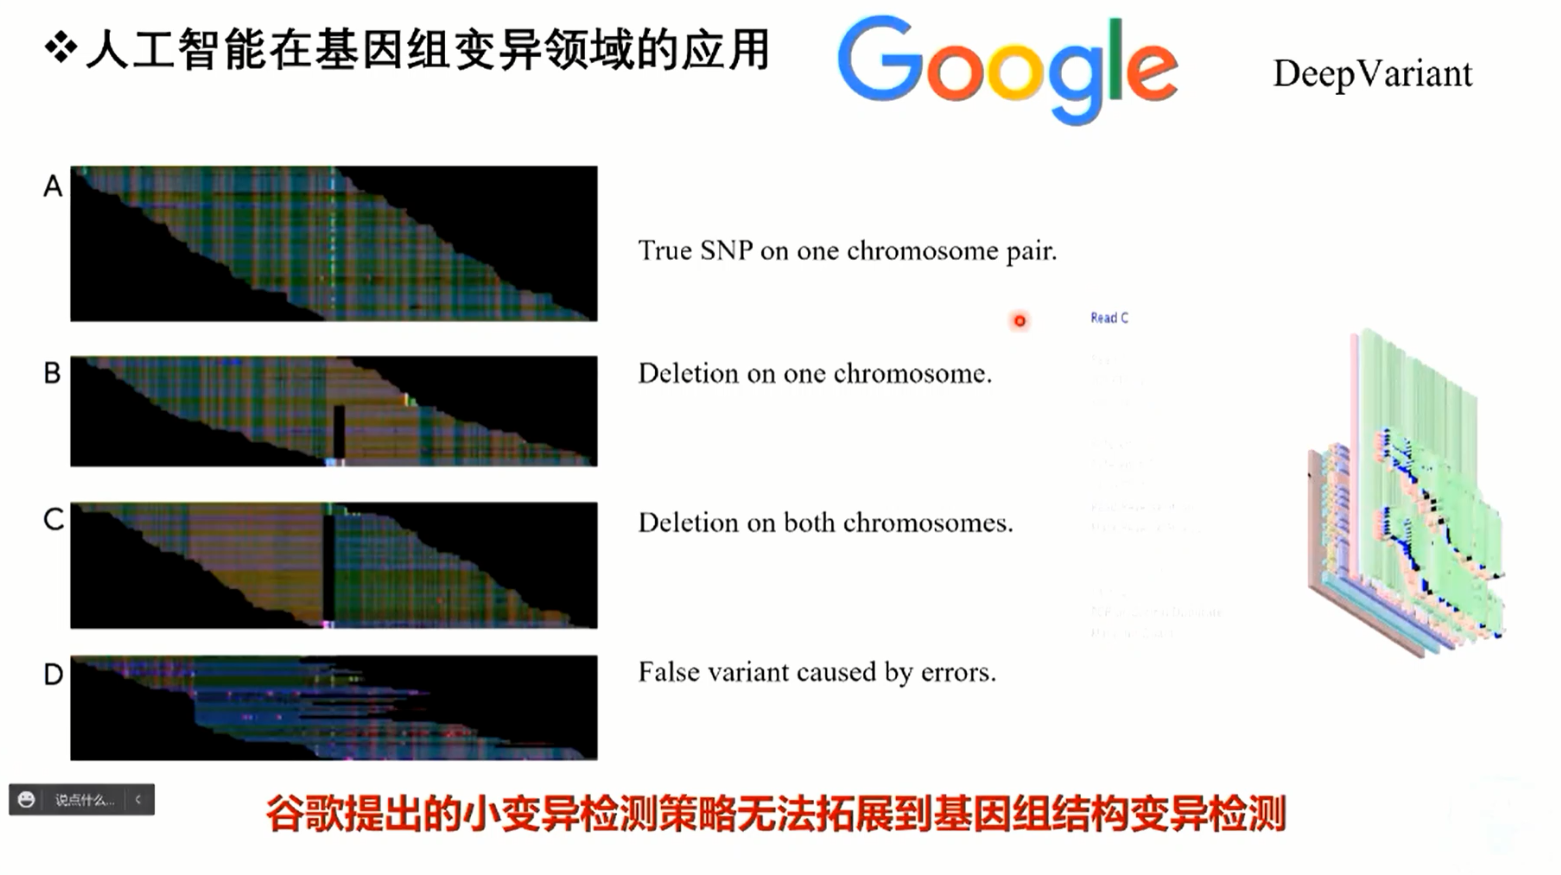 ❖人工智能在基因组变异领域的应用
Google
DeepVariant
A
True SNP on one chromosome pair.
Read C
B
Deletion on one chromosome.
C
Deletion on both chromosomes.
D
False variant caused by errors.
说点什么...
谷歌提出的小变异检测策略无法拓展到基因组结构变异检测